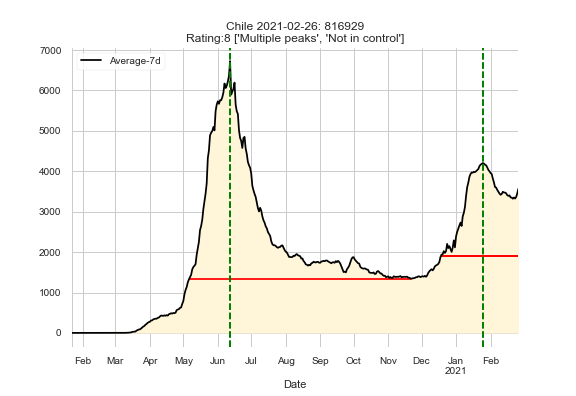 Chile 2021-02-26: 816929
Rating:8 ['Multiple peaks', 'Not in control']
Average-7d
7000
6000
5000
4000
3000
2000
1000
0
Feb Mar Apr May Jun Jul Aug Sep Oct Nov Dec Jan Feb
2021
Date